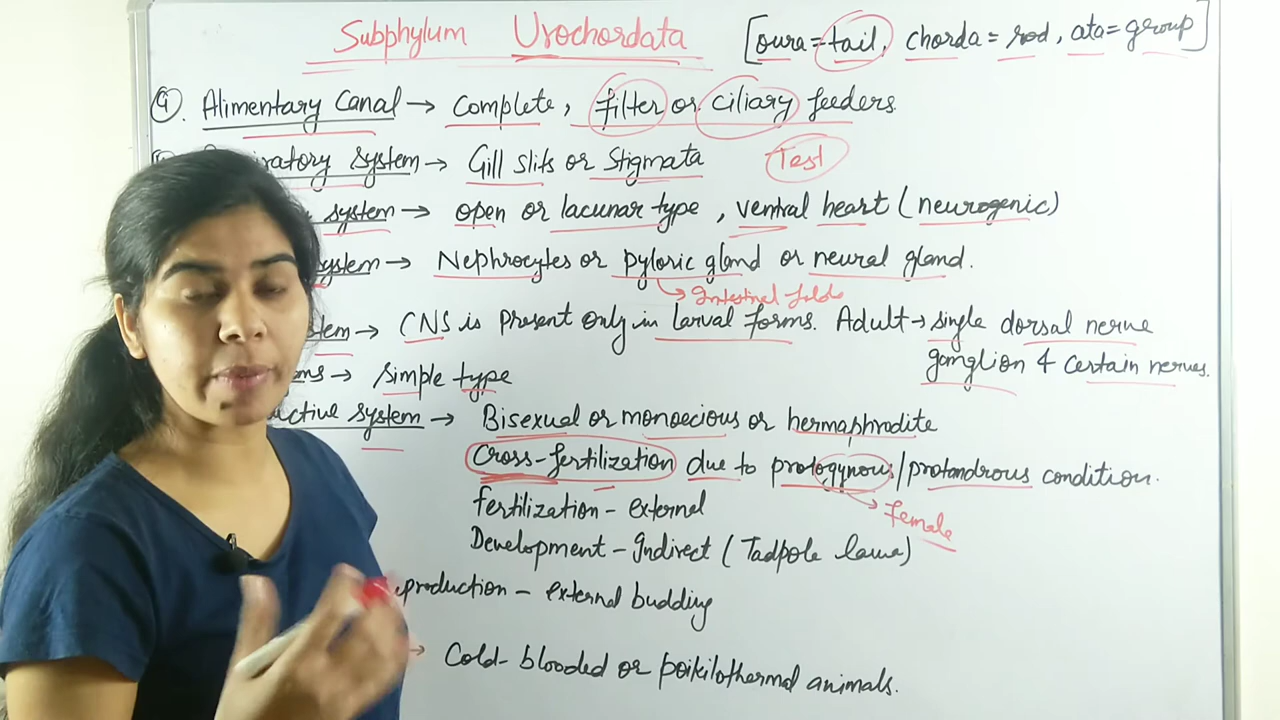 Subphylum Urochordata [oura=tail, chorda=rod, ata=group]
9. Alimentary Canal → Complete, filter or ciliary feeders
system → Gill slits or Stigmata Test
system → open or lacunar type, ventral heart (neurogenic)
system → Nephrocytes or pyloric gland or neural gland.
→ Intestinal folds
→ CNS is present only in larval forms. Adult → single dorsal nerve
ganglion & certain nerves.
→ simple type
system → Bisexual or monoecious or hermaphrodite
Cross-fertilization due to protogynous/protandrous condition.
→ female
fertilization - external
Development - Indirect (Tadpole larva)
production - external budding
→ Cold-blooded or poikilothermal animals.